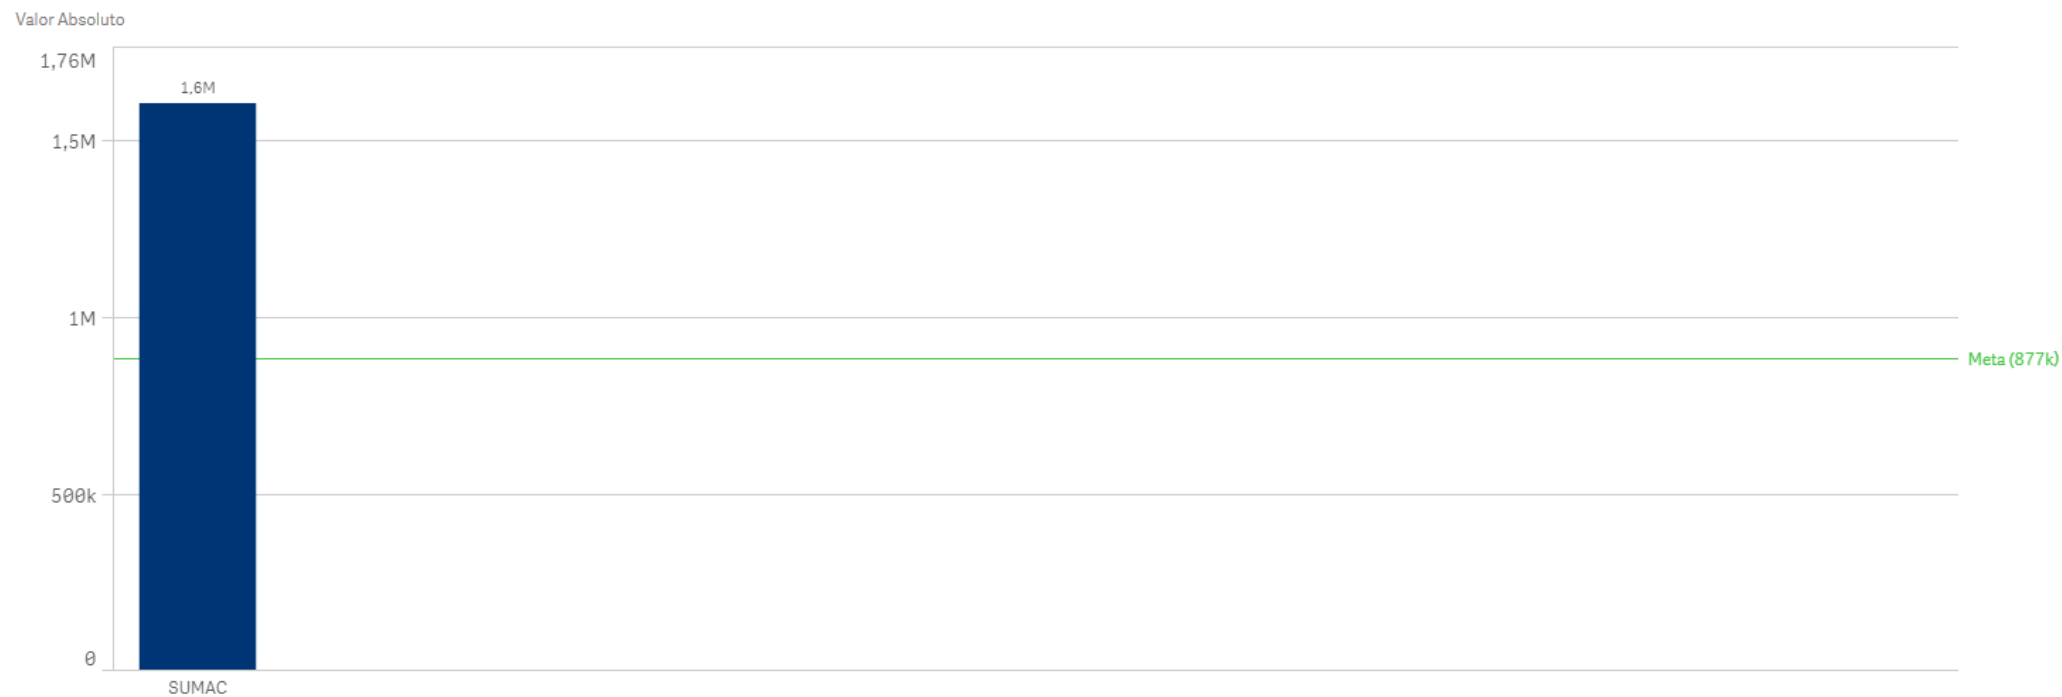 Valor Absoluto
1,76M
1,6M
1,5M
1M
Meta (877k)
500k
0
SUMAC